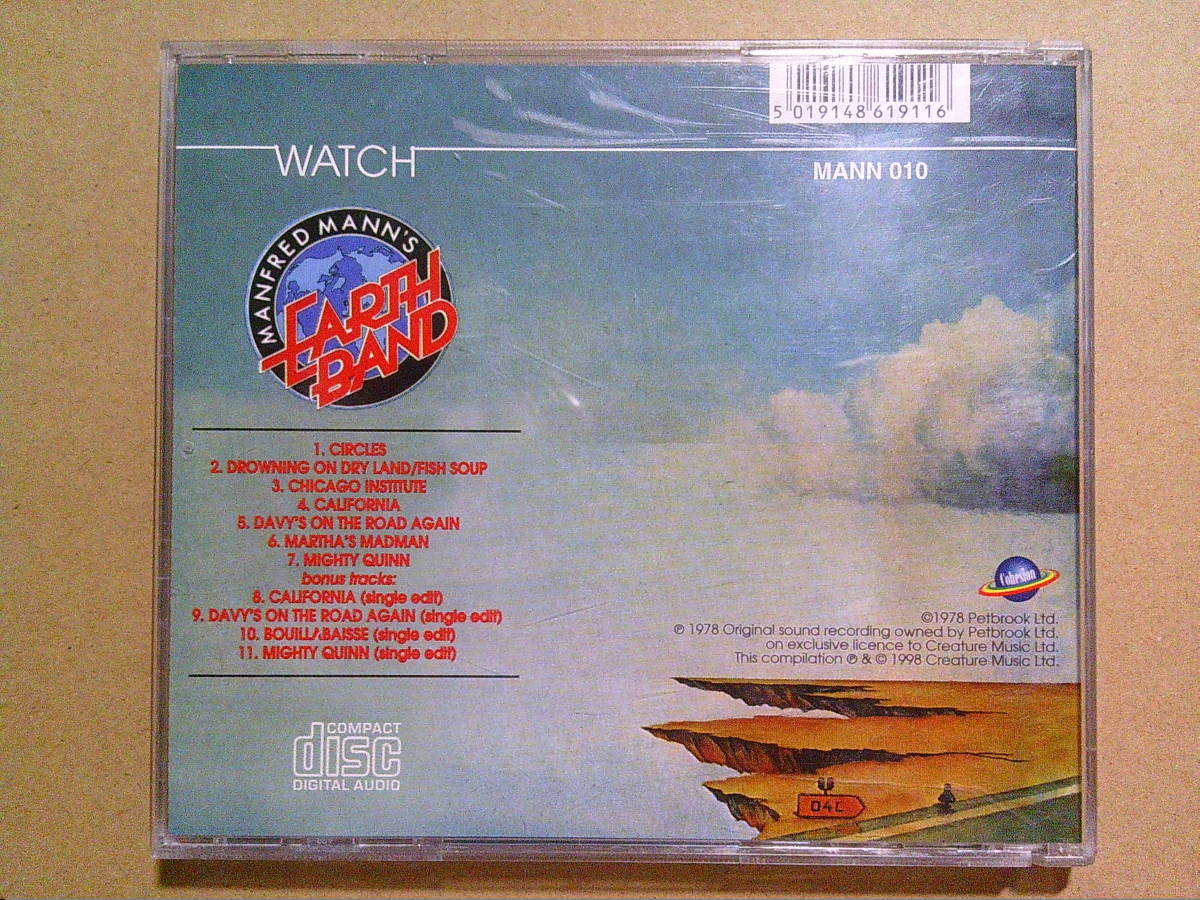 5 019148 619116
WATCH
MANN 010
MANFRED MANN'S
EARTH
BAND
1. CIRCLES
2. DROWNING ON DRY LAND/FISH SOUP
3. CHICAGO INSTITUTE
4. CALIFORNIA
5. DAVY'S ON THE ROAD AGAIN
6. MARTHA'S MADMAN
7. MIGHTY QUINN
bonus tracks:
8. CALIFORNIA (single edit)
9. DAVY'S ON THE ROAD AGAIN (single edit)
10. BOUILLABAISSE (single edit)
11. MIGHTY QUINN (single edit)
Cohesion
©1978 Petbrook Ltd.
℗ 1978 Original sound recording owned by Petbrook Ltd.
on exclusive licence to Creature Music Ltd.
This compilation ℗ & © 1998 Creature Music Ltd.
COMPACT
disc
DIGITAL AUDIO
04L